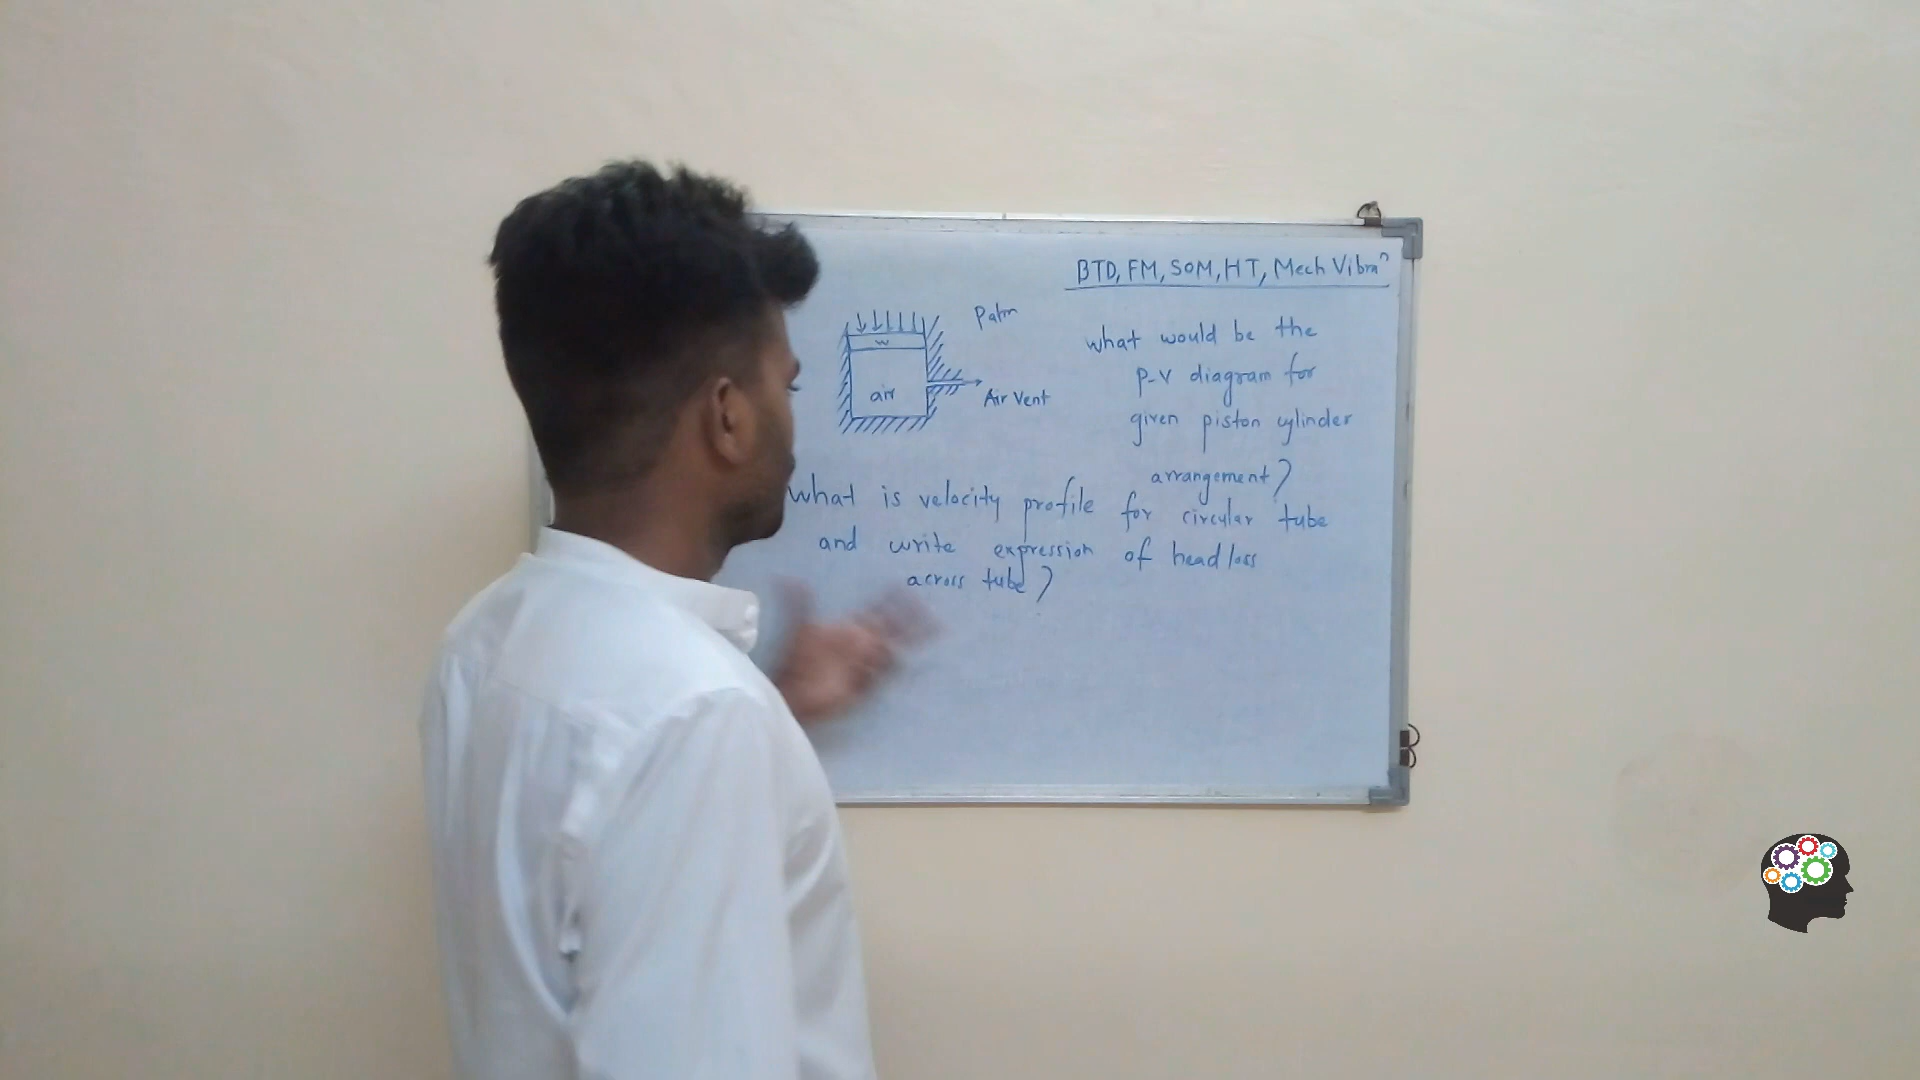 BTD, FM, SOM, HT, Mech Vibraⁿ
Patm
w
air
Air Vent
what would be the
P-V diagram for
given piston cylinder
arrangement?
What is velocity profile for circular tube
and write expression of head loss
across tube?